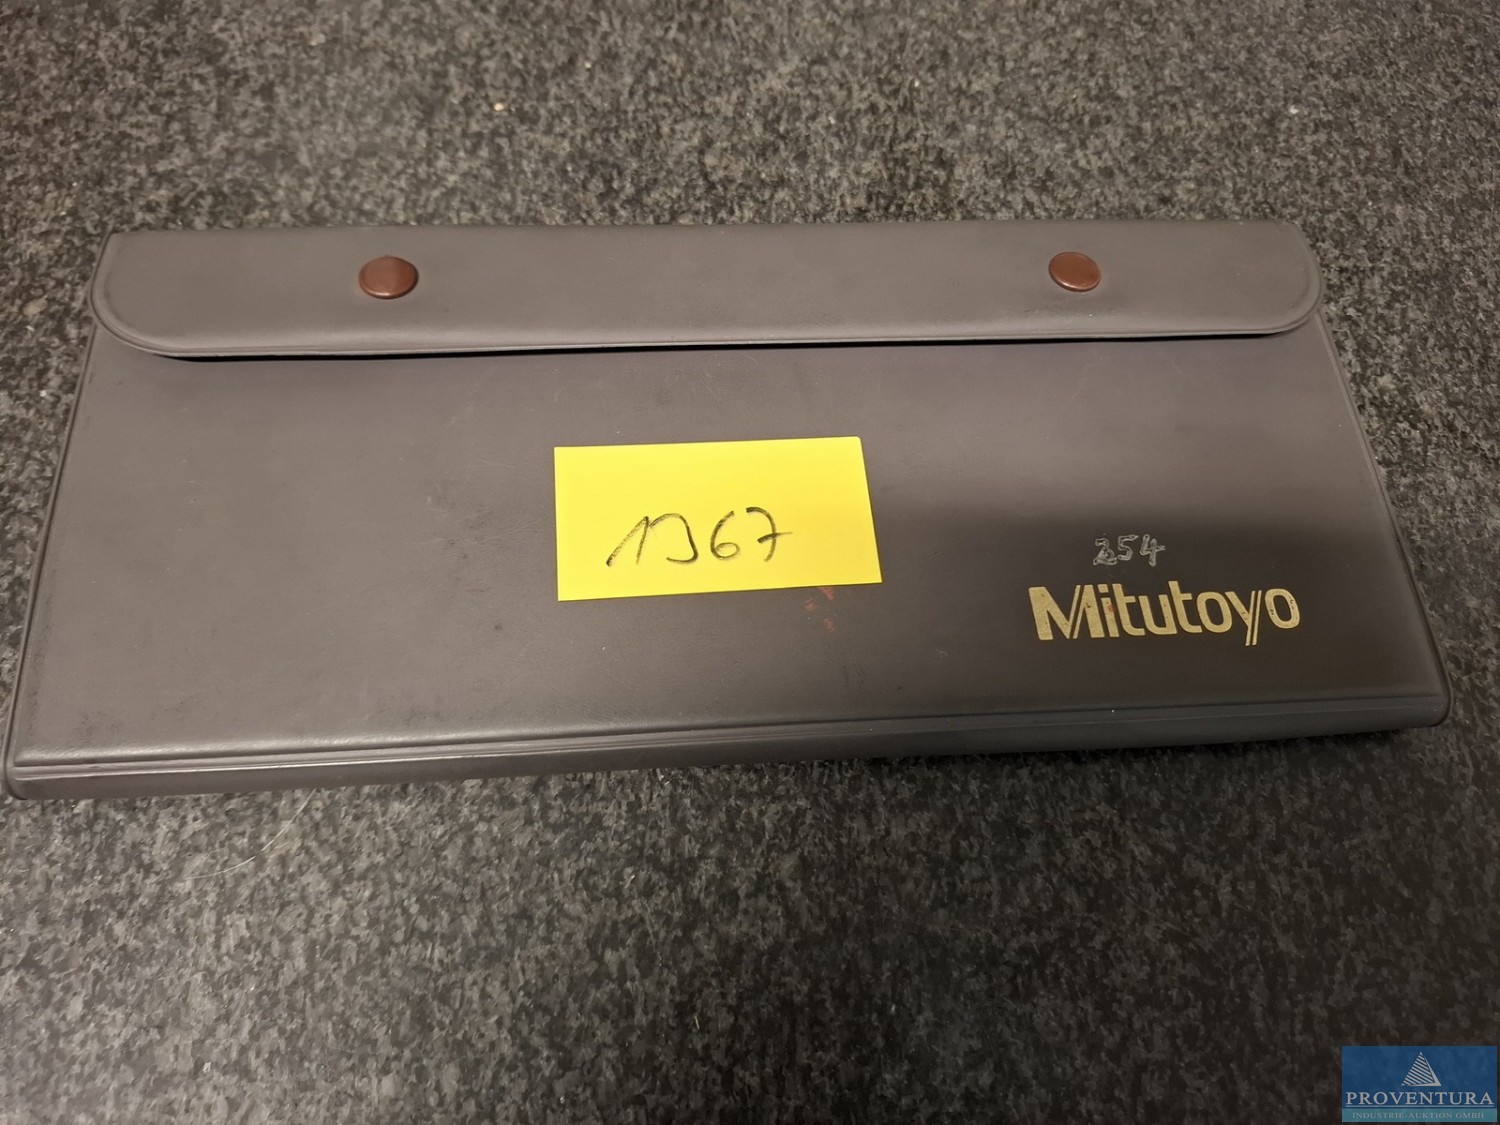 1367
254
Mitutoyo
PROVENTURA
INDUSTRIE-AUKTION GMBH